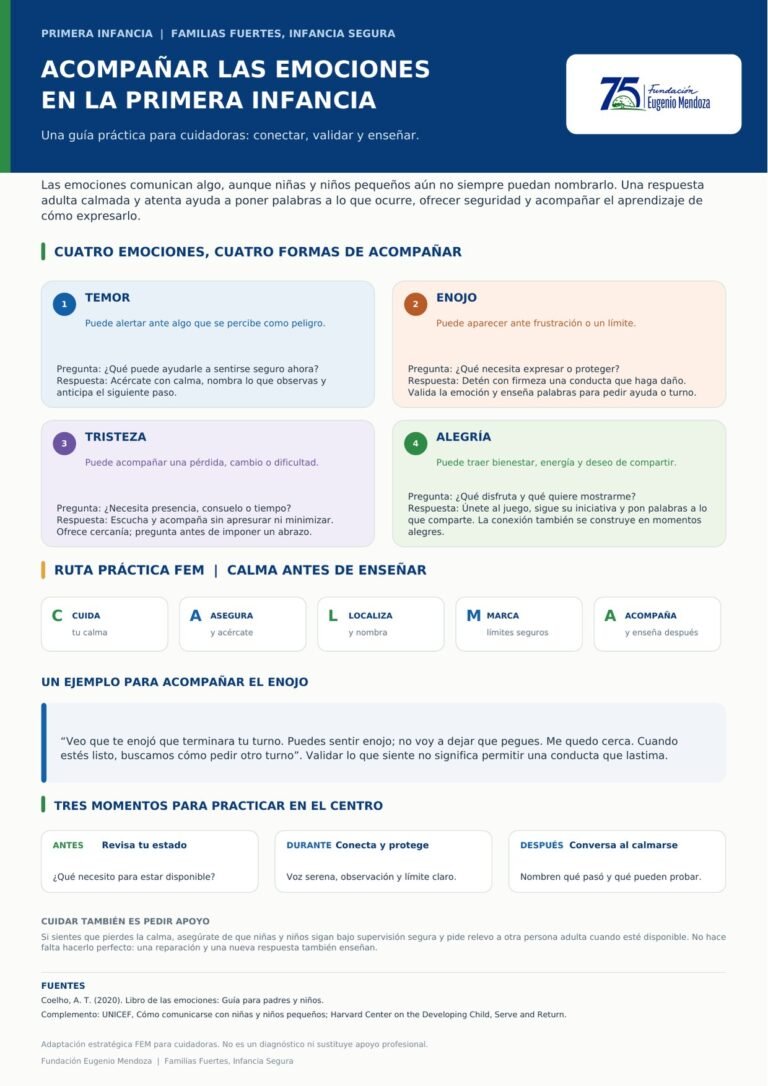 PRIMERA INFANCIA | FAMILIAS FUERTES, INFANCIA SEGURA
ACOMPAÑAR LAS EMOCIONES
EN LA PRIMERA INFANCIA
Una guía práctica para cuidadoras: conectar, validar y enseñar.
75 Fundación
Eugenio Mendoza
Las emociones comunican algo, aunque niñas y niños pequeños aún no siempre puedan nombrarlo. Una respuesta
adulta calmada y atenta ayuda a poner palabras a lo que ocurre, ofrecer seguridad y acompañar el aprendizaje de
cómo expresarlo.
CUATRO EMOCIONES, CUATRO FORMAS DE ACOMPAÑAR
1 TEMOR
Puede alertar ante algo que se percibe como peligro.
Pregunta: ¿Qué puede ayudarle a sentirse seguro ahora?
Respuesta: Acércate con calma, nombra lo que observas y
anticipa el siguiente paso.
2 ENOJO
Puede aparecer ante frustración o un límite.
Pregunta: ¿Qué necesita expresar o proteger?
Respuesta: Detén con firmeza una conducta que haga daño.
Valida la emoción y enseña palabras para pedir ayuda o turno.
3 TRISTEZA
Puede acompañar una pérdida, cambio o dificultad.
Pregunta: ¿Necesita presencia, consuelo o tiempo?
Respuesta: Escucha y acompaña sin apresurar ni minimizar.
Ofrece cercanía; pregunta antes de imponer un abrazo.
4 ALEGRÍA
Puede traer bienestar, energía y deseo de compartir.
Pregunta: ¿Qué disfruta y qué quiere mostrarme?
Respuesta: Únete al juego, sigue su iniciativa y pon palabras a lo
que comparte. La conexión también se construye en momentos
alegres.
RUTA PRÁCTICA FEM | CALMA ANTES DE ENSEÑAR
C CUIDA
tu calma
A ASEGURA
y acércate
L LOCALIZA
y nombra
M MARCA
límites seguros
A ACOMPAÑA
y enseña después
UN EJEMPLO PARA ACOMPAÑAR EL ENOJO
“Veo que te enojó que terminara tu turno. Puedes sentir enojo; no voy a dejar que pegues. Me quedo cerca. Cuando
estés listo, buscamos cómo pedir otro turno”. Validar lo que siente no significa permitir una conducta que lastima.
TRES MOMENTOS PARA PRACTICAR EN EL CENTRO
ANTES Revisa tu estado
¿Qué necesito para estar disponible?
DURANTE Conecta y protege
Voz serena, observación y límite claro.
DESPUÉS Conversa al calmarse
Nombren qué pasó y qué pueden probar.
CUIDAR TAMBIÉN ES PEDIR APOYO
Si sientes que pierdes la calma, asegúrate de que niñas y niños sigan bajo supervisión segura y pide relevo a otra persona adulta cuando esté disponible. No hace
falta hacerlo perfecto: una reparación y una nueva respuesta también enseñan.
FUENTES
Coelho, A. T. (2020). Libro de las emociones: Guía para padres y niños.
Complemento: UNICEF, Cómo comunicarse con niñas y niños pequeños; Harvard Center on the Developing Child, Serve and Return.
Adaptación estratégica FEM para cuidadoras. No es un diagnóstico ni sustituye apoyo profesional.
Fundación Eugenio Mendoza | Familias Fuertes, Infancia Segura